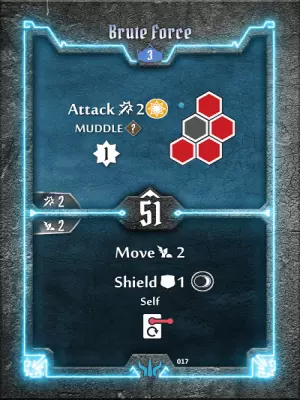 Brute Force
3
Attack 2
MUDDLE ?
1
2
51
2
Move 2
Shield 1
Self
017